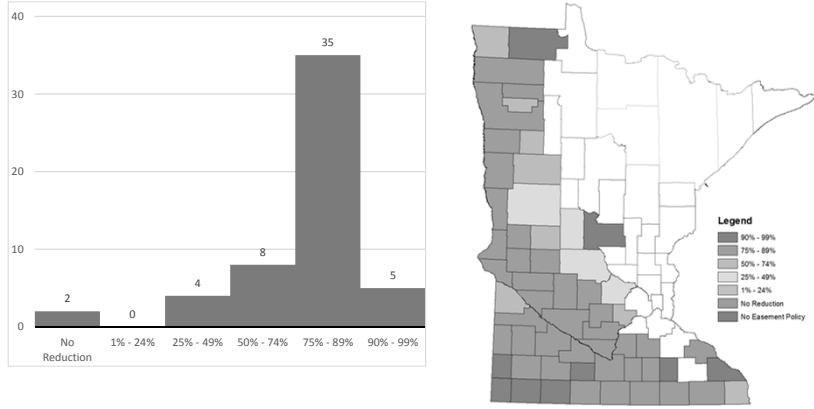 40
30
20
10
0
2
0
4
8
35
5
No
Reduction
1% - 24%
25% - 49%
50% - 74%
75% - 89%
90% - 99%
Legend
90% - 99%
75% - 89%
50% - 74%
25% - 49%
1% - 24%
No Reduction
No Easement Policy